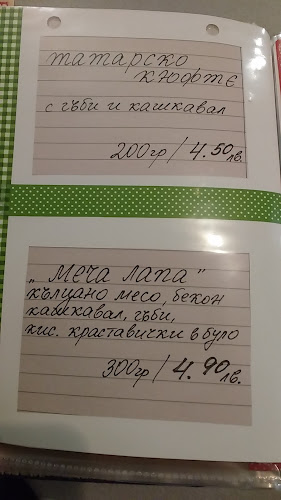 татарско
кюфте
с гъби и кашкавал
200гр / 4.50лв.
„Меча лапа"
кълцано месо, бекон
кашкавал, гъби,
кис. краставички в було
300гр / 4.90лв.